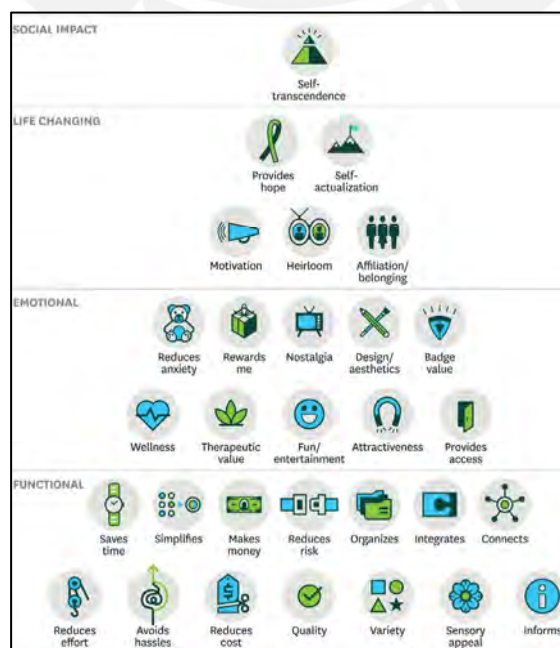 SOCIAL IMPACT
Self-
transcendence
LIFE CHANGING
Provides
hope
Self-
actualization
Motivation
Heirloom
Affiliation/
belonging
EMOTIONAL
Reduces
anxiety
Rewards
me
Nostalgia
Design/
aesthetics
Badge
value
Wellness
Therapeutic
value
Fun/
entertainment
Attractiveness
Provides
access
FUNCTIONAL
Saves
time
Simplifies
Makes
money
Reduces
risk
Organizes
Integrates
Connects
Reduces
effort
Avoids
hassles
Reduces
cost
Quality
Variety
Sensory
appeal
Informs